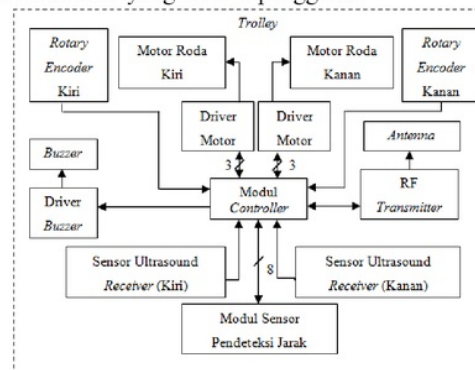 Trolley
Rotary
Encoder
Kiri
Motor Roda
Kiri
Motor Roda
Kanan
Rotary
Encoder
Kanan
Driver
Motor
Driver
Motor
Antenna
Buzzer
3
3
Modul
Controller
RF
Transmitter
Driver
Buzzer
Sensor Ultrasound
Receiver (Kiri)
8
Sensor Ultrasound
Receiver (Kanan)
Modul Sensor
Pendeteksi Jarak